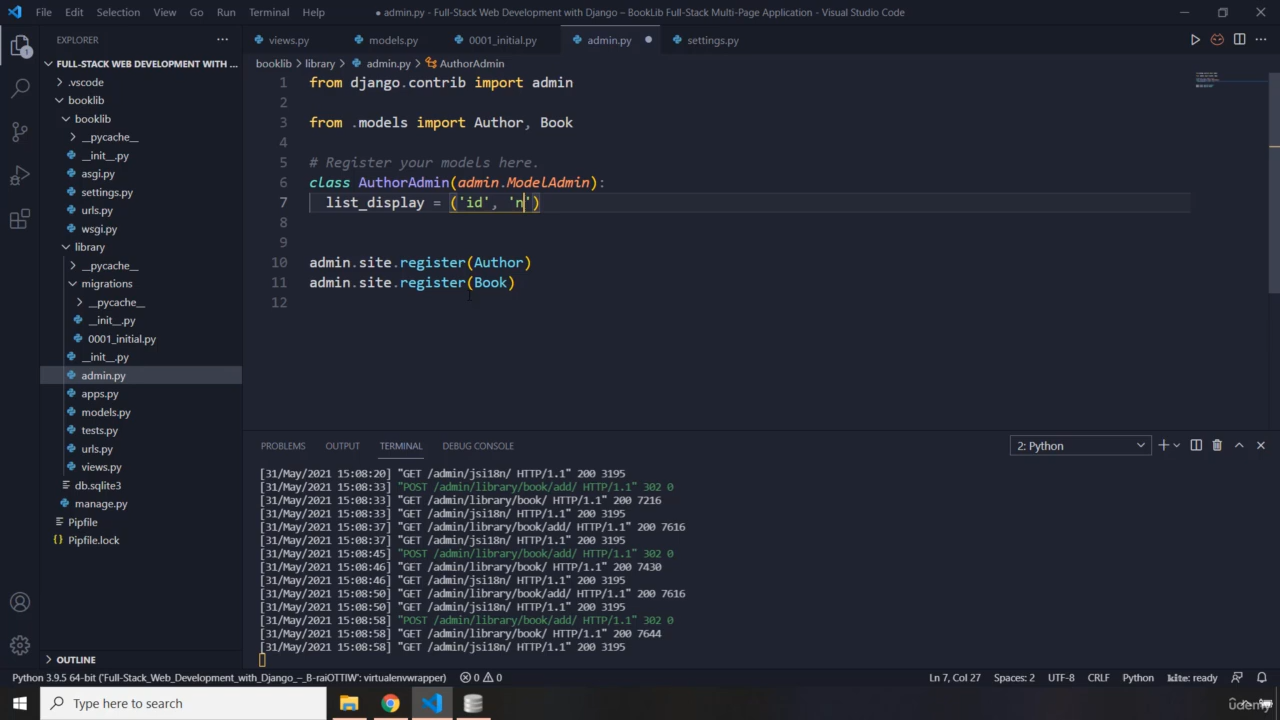 File Edit Selection View Go Run Terminal Help
● admin.py - Full-Stack Web Development with Django – BookLib Full-Stack Multi-Page Application - Visual Studio Code
EXPLORER ···
views.py models.py 0001_initial.py admin.py ● settings.py
1
FULL-STACK WEB DEVELOPMENT WITH ...
booklib > library > admin.py > AuthorAdmin
.vscode
booklib
booklib
__pycache__
__init__.py
asgi.py
settings.py
urls.py
wsgi.py
library
__pycache__
migrations
__pycache__
__init__.py
0001_initial.py
__init__.py
admin.py
apps.py
models.py
tests.py
urls.py
views.py
db.sqlite3
manage.py
Pipfile
Pipfile.lock
OUTLINE
1 from django.contrib import admin
2
3 from .models import Author, Book
4
5 # Register your models here.
6 class AuthorAdmin(admin.ModelAdmin):
7 list_display = ('id', 'n')
8
9
10 admin.site.register(Author)
11 admin.site.register(Book)
12
PROBLEMS OUTPUT TERMINAL DEBUG CONSOLE 2: Python
[31/May/2021 15:08:20] "GET /admin/jsi18n/ HTTP/1.1" 200 3195
[31/May/2021 15:08:33] "POST /admin/library/book/add/ HTTP/1.1" 302 0
[31/May/2021 15:08:33] "GET /admin/library/book/ HTTP/1.1" 200 7216
[31/May/2021 15:08:33] "GET /admin/jsi18n/ HTTP/1.1" 200 3195
[31/May/2021 15:08:37] "GET /admin/library/book/add/ HTTP/1.1" 200 7616
[31/May/2021 15:08:37] "GET /admin/jsi18n/ HTTP/1.1" 200 3195
[31/May/2021 15:08:45] "POST /admin/library/book/add/ HTTP/1.1" 302 0
[31/May/2021 15:08:46] "GET /admin/library/book/ HTTP/1.1" 200 7430
[31/May/2021 15:08:46] "GET /admin/jsi18n/ HTTP/1.1" 200 3195
[31/May/2021 15:08:50] "GET /admin/library/book/add/ HTTP/1.1" 200 7616
[31/May/2021 15:08:50] "GET /admin/jsi18n/ HTTP/1.1" 200 3195
[31/May/2021 15:08:58] "POST /admin/library/book/add/ HTTP/1.1" 302 0
[31/May/2021 15:08:58] "GET /admin/library/book/ HTTP/1.1" 200 7644
[31/May/2021 15:08:58] "GET /admin/jsi18n/ HTTP/1.1" 200 3195
Python 3.9.5 64-bit ('Full-Stack_Web_Development_with_Django_–_B-raiOTTIW': virtualenvwrapper) 0 0 Ln 7, Col 27 Spaces: 2 UTF-8 CRLF Python kite: ready
Type here to search
udemy